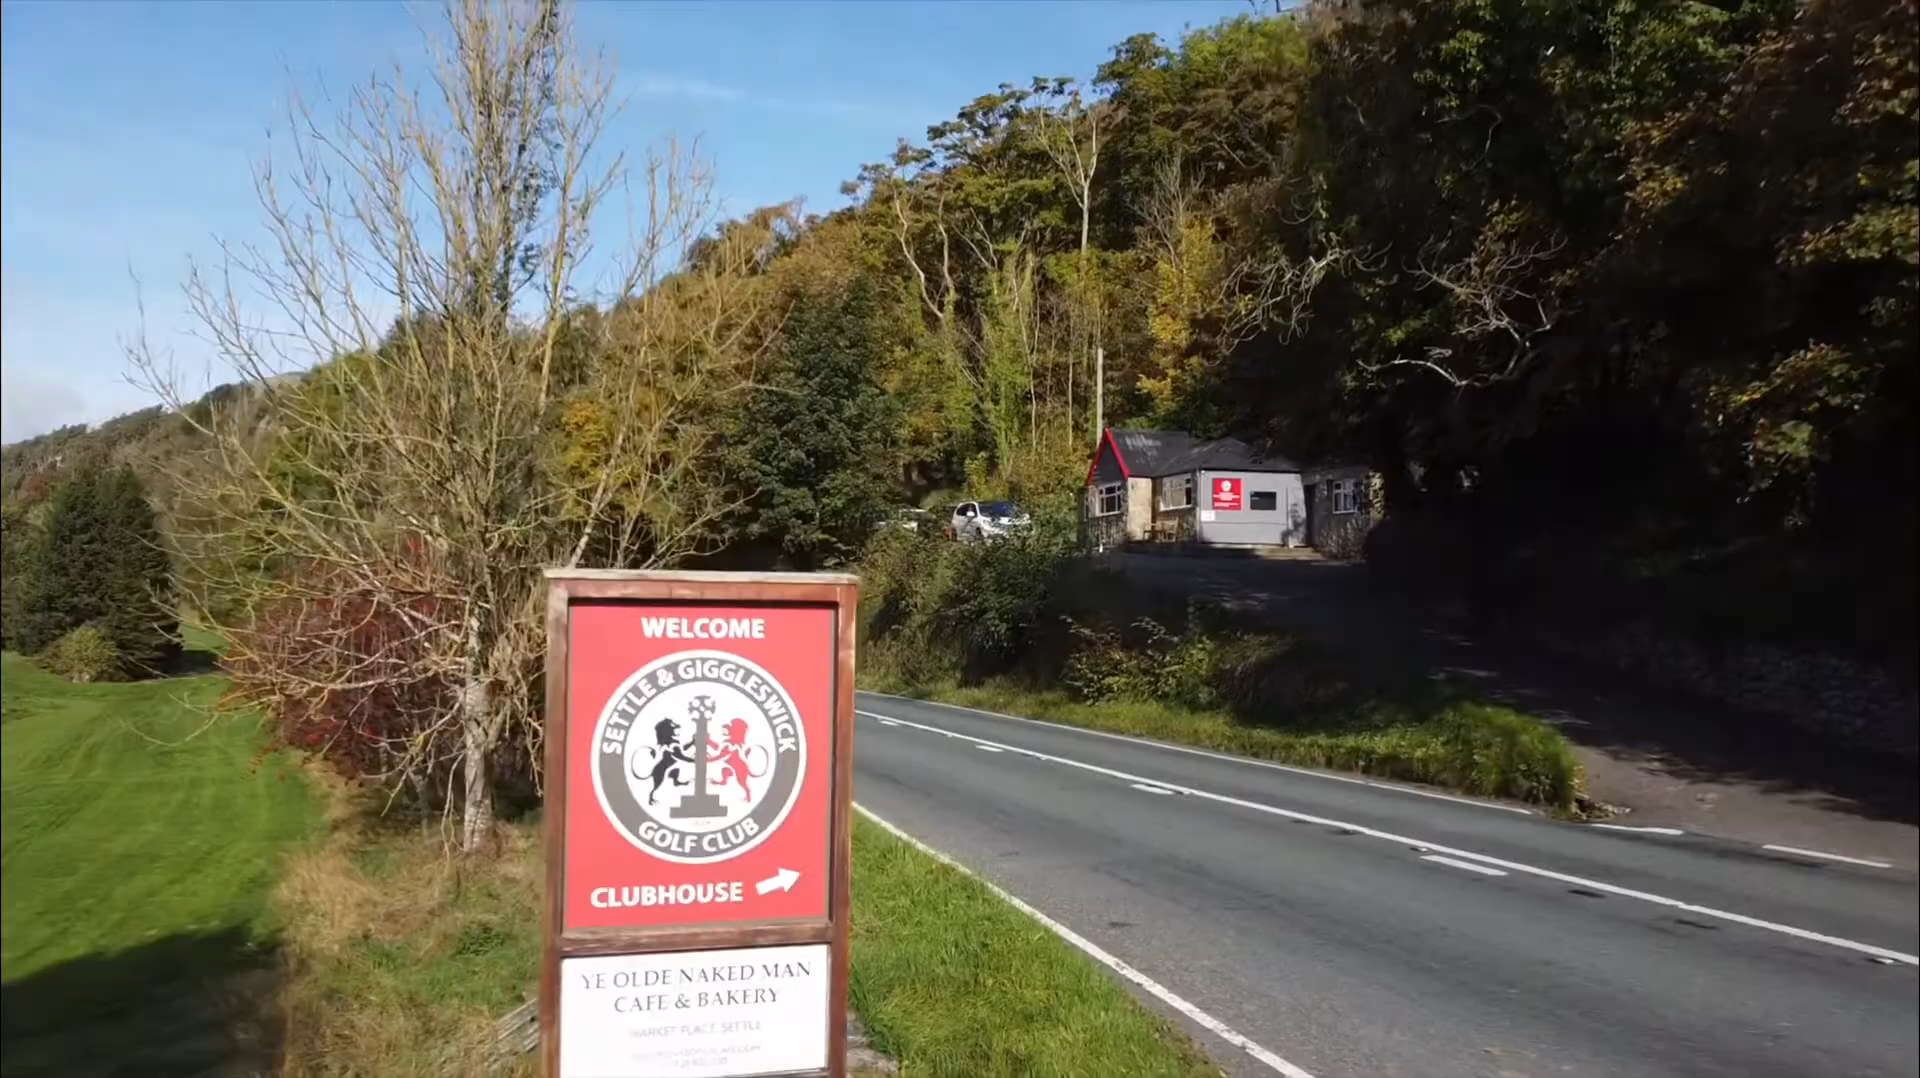 WELCOME
SETTLE & GIGGLESWICK
GOLF CLUB
CLUBHOUSE
YE OLDE NAKED MAN
CAFE & BAKERY
MARKET PLACE, SETTLE